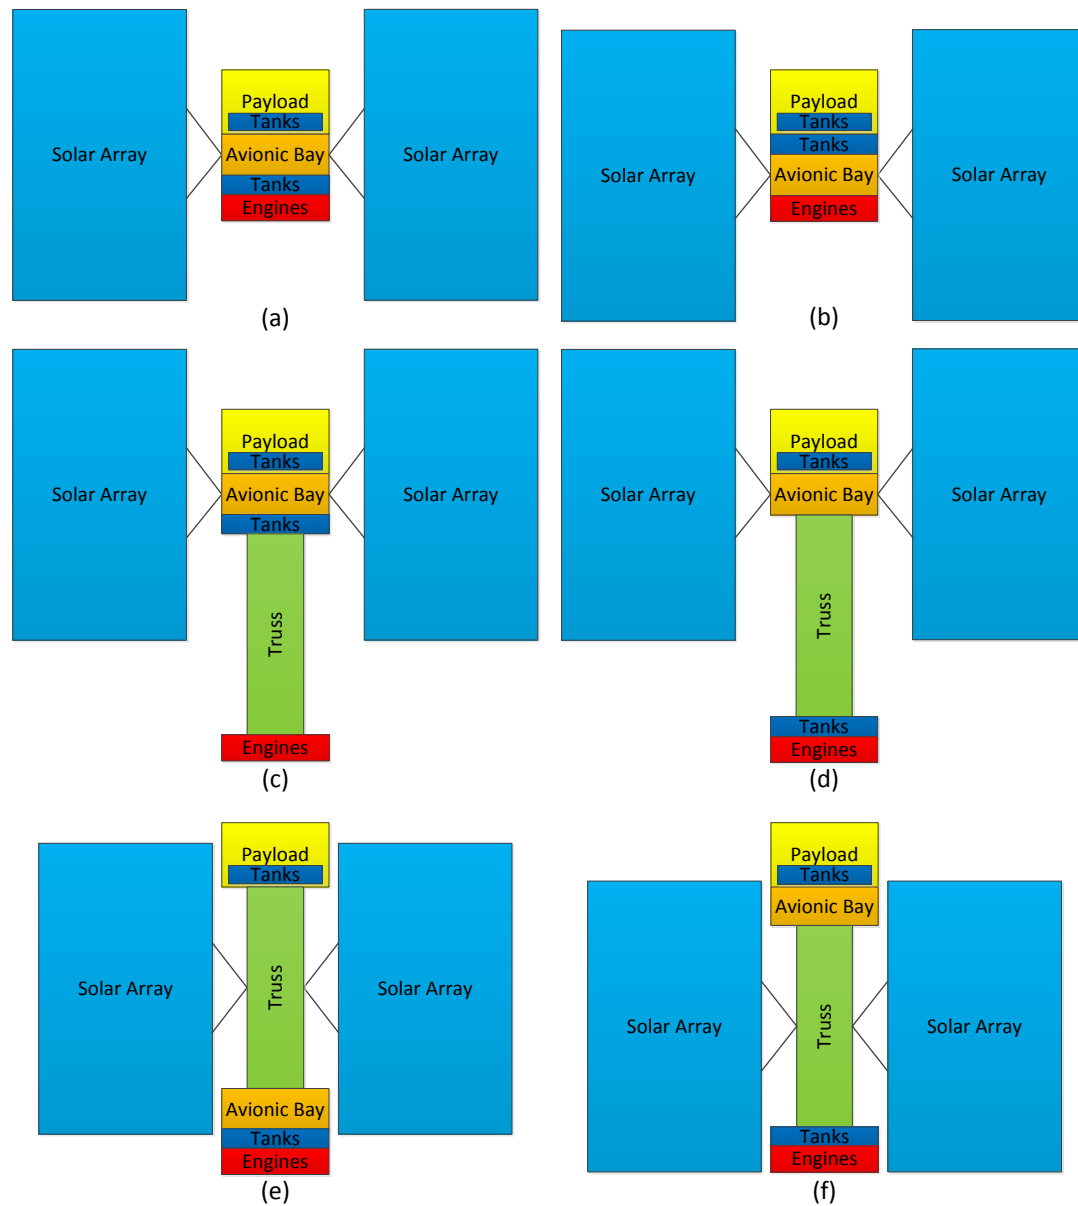 Solar Array
Payload
Tanks
Avionic Bay
Tanks
Engines
Solar Array
(a)
Solar Array
Payload
Tanks
Tanks
Avionic Bay
Engines
Solar Array
(b)
Solar Array
Payload
Tanks
Avionic Bay
Tanks
Truss
Engines
Solar Array
(c)
Solar Array
Payload
Tanks
Avionic Bay
Truss
Tanks
Engines
Solar Array
(d)
Solar Array
Payload
Tanks
Truss
Avionic Bay
Tanks
Engines
Solar Array
(e)
Solar Array
Payload
Tanks
Avionic Bay
Truss
Tanks
Engines
Solar Array
(f)